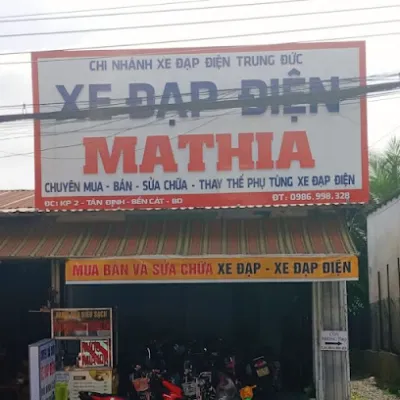 CHI NHÁNH XE ĐẠP ĐIỆN TRUNG ĐỨC
XE ĐẠP ĐIỆN
MATHIA
CHUYÊN MUA - BÁN - SỬA CHỮA - THAY THẾ PHỤ TÙNG XE ĐẠP ĐIỆN
ĐC: KP 2 - TÂN ĐỊNH - BẾN CÁT - BD ĐT: 0986.998.328
MUA BÁN VÀ SỬA CHỮA XE ĐẠP - XE ĐẠP ĐIỆN